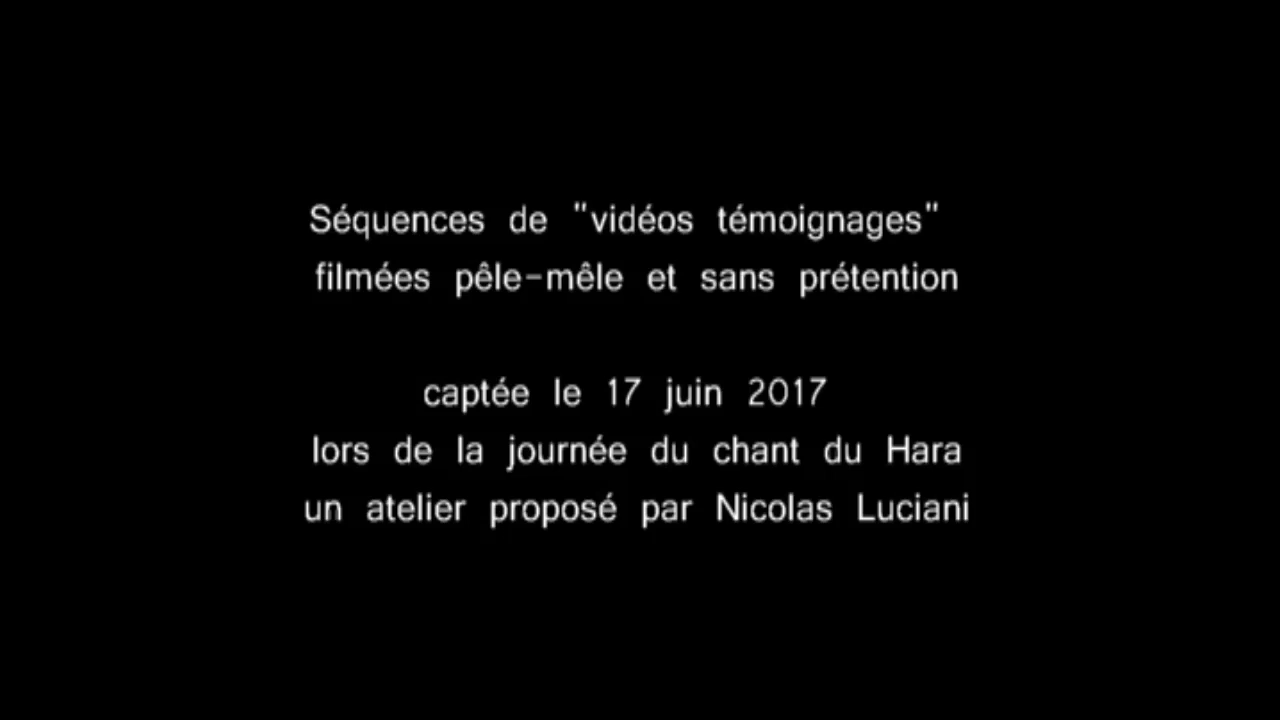 Séquences de "vidéos témoignages"
filmées pêle-mêle et sans prétention
captée le 17 juin 2017
lors de la journée du chant du Hara
un atelier proposé par Nicolas Luciani